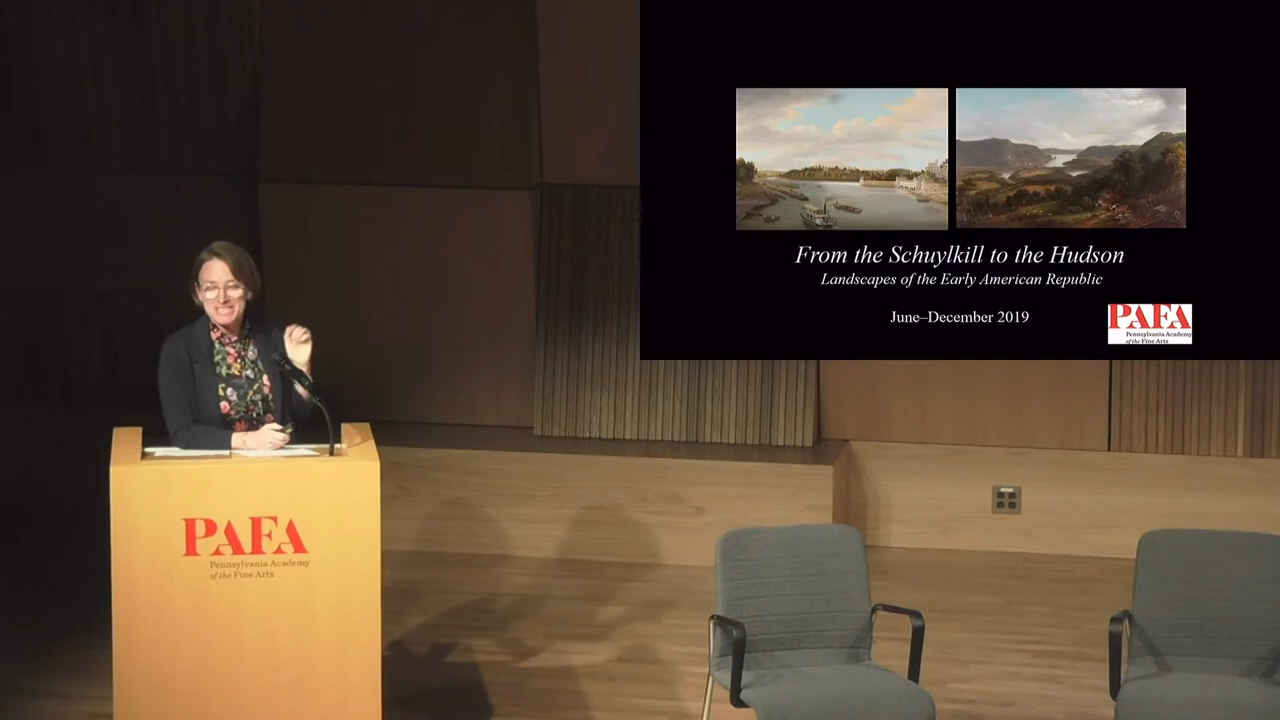 From the Schuylkill to the Hudson
Landscapes of the Early American Republic
June–December 2019
PAFA
Pennsylvania Academy
of the Fine Arts
PAFA
Pennsylvania Academy
of the Fine Arts